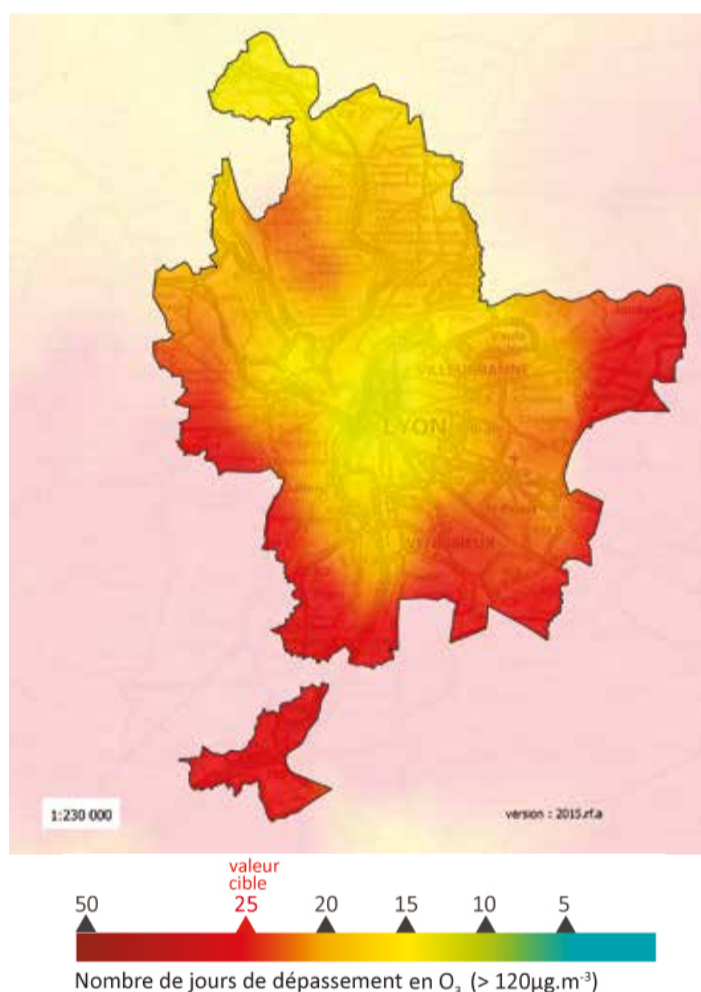 VILLEURBANNE
LYON
VENISSIEUX
1:230 000
version : 2015.rf.a
valeur
cible
50 25 20 15 10 5
Nombre de jours de dépassement en O₃ (> 120µg.m⁻³)